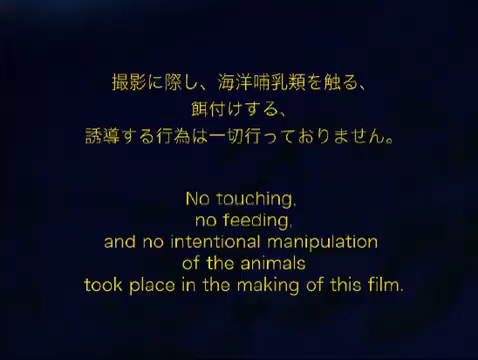 撮影に際し、海洋哺乳類を触る、
餌付けする、
誘導する行為は一切行っておりません。
No touching,
no feeding,
and no intentional manipulation
of the animals
took place in the making of this film.